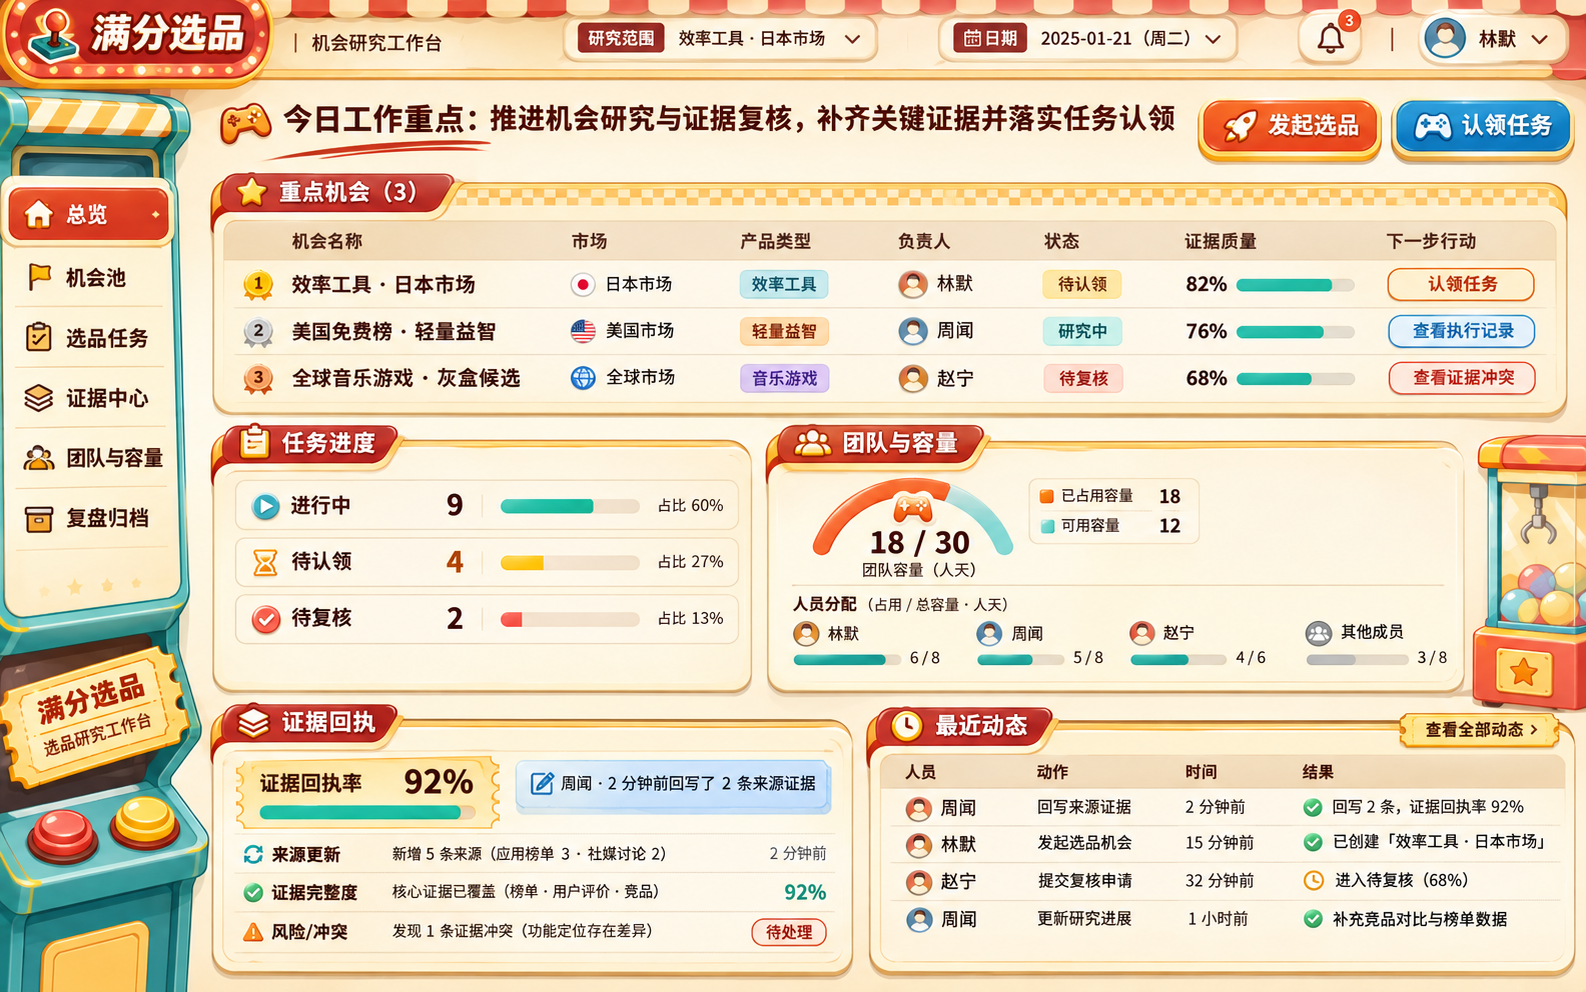 满分选品
机会研究工作台
研究范围 效率工具 · 日本市场
日期 2025-01-21（周二）
3
林默
今日工作重点：推进机会研究与证据复核，补齐关键证据并落实任务认领
发起选品
认领任务
总览
机会池
选品任务
证据中心
团队与容量
复盘归档
满分选品
选品研究工作台
重点机会（3）
机会名称 市场 产品类型 负责人 状态 证据质量 下一步行动
1 效率工具 · 日本市场 日本市场 效率工具 林默 待认领 82% 认领任务
2 美国免费榜 · 轻量益智 美国市场 轻量益智 周闻 研究中 76% 查看执行记录
3 全球音乐游戏 · 灰盒候选 全球市场 音乐游戏 赵宁 待复核 68% 查看证据冲突
任务进度
进行中 9 占比 60%
待认领 4 占比 27%
待复核 2 占比 13%
团队与容量
18 / 30
团队容量（人天）
已占用容量 18
可用容量 12
人员分配（占用 / 总容量 · 人天）
林默 6 / 8
周闻 5 / 8
赵宁 4 / 6
其他成员 3 / 8
证据回执
证据回执率 92%
周闻 · 2 分钟前回写了 2 条来源证据
来源更新 新增 5 条来源（应用榜单 3 · 社媒讨论 2） 2 分钟前
证据完整度 核心证据已覆盖（榜单 · 用户评价 · 竞品） 92%
风险/冲突 发现 1 条证据冲突（功能定位存在差异） 待处理
最近动态
查看全部动态 ›
人员 动作 时间 结果
周闻 回写来源证据 2 分钟前 回写 2 条，证据回执率 92%
林默 发起选品机会 15 分钟前 已创建「效率工具 · 日本市场」
赵宁 提交复核申请 32 分钟前 进入待复核（68%）
周闻 更新研究进展 1 小时前 补充竞品对比与榜单数据